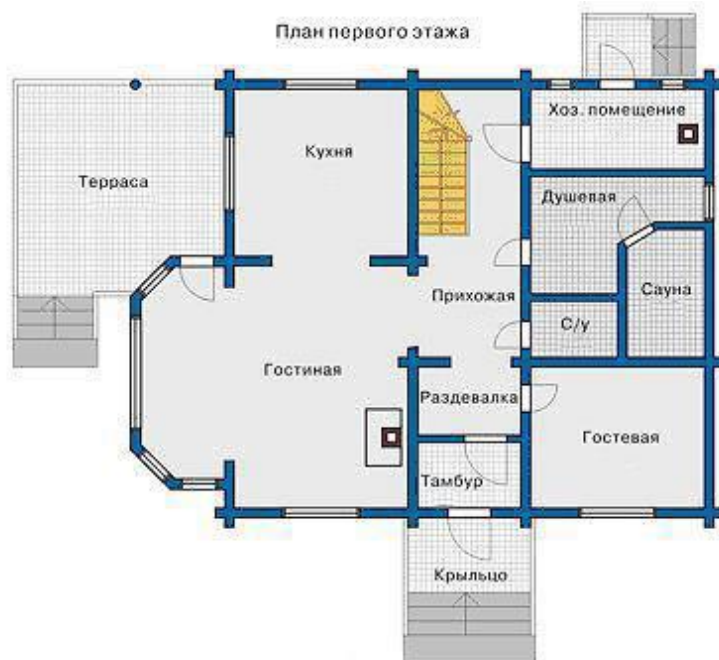 План первого этажа
Хоз. помещение
Кухня
Терраса
Душевая
Прихожая
Сауна
С/у
Гостиная
Раздевалка
Гостевая
Тамбур
Крыльцо